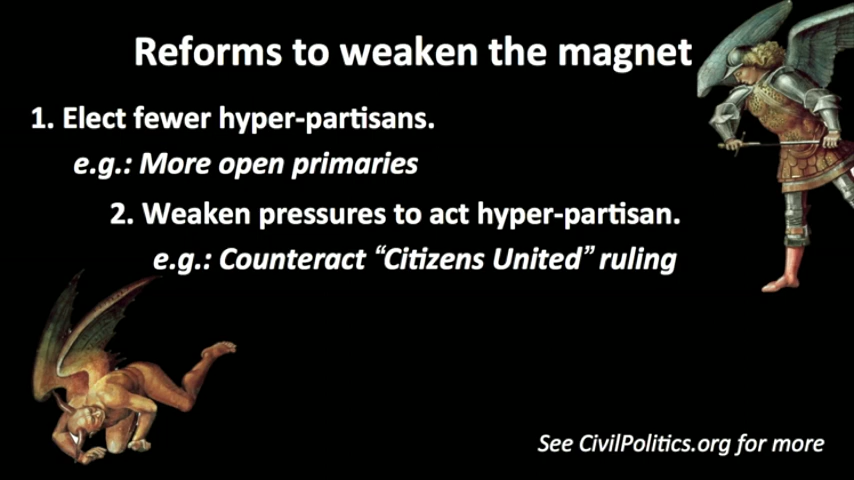 Reforms to weaken the magnet
1. Elect fewer hyper-partisans.
e.g.: More open primaries
2. Weaken pressures to act hyper-partisan.
e.g.: Counteract “Citizens United” ruling
See CivilPolitics.org for more